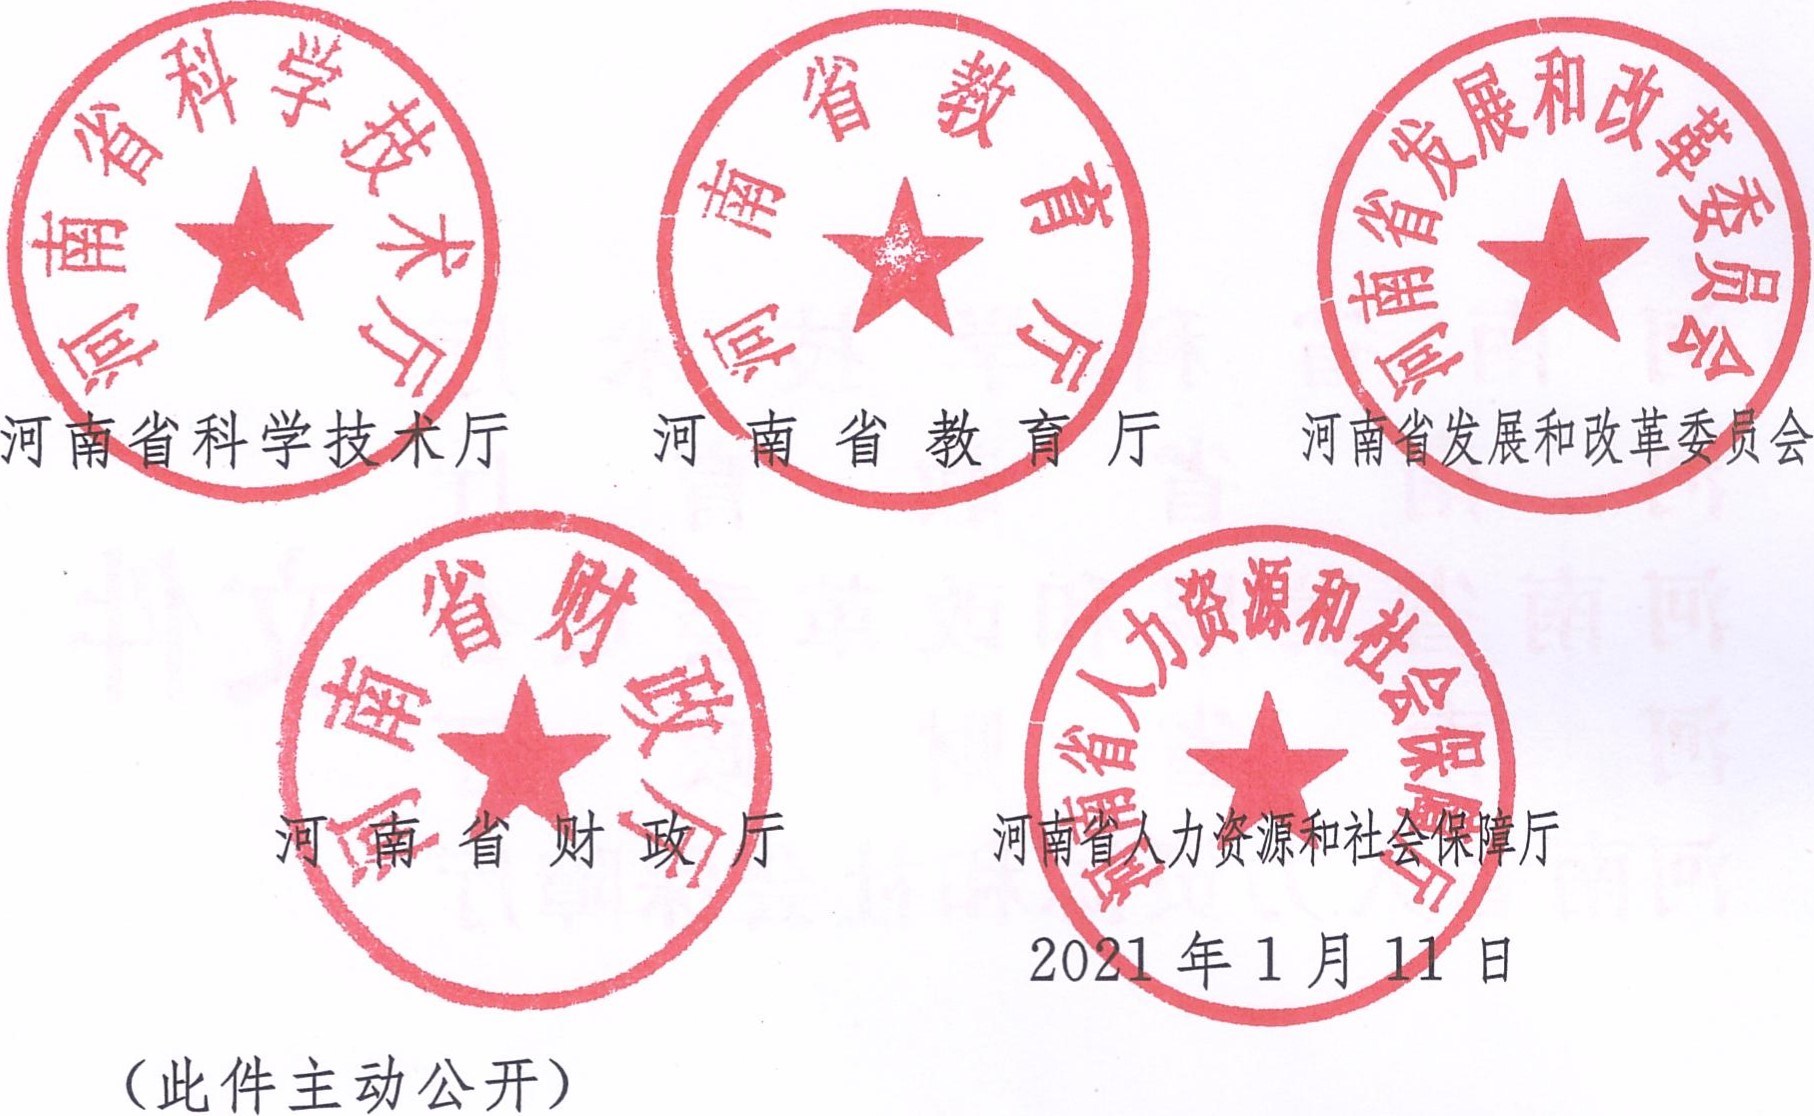 河南省科学技术厅
河南省教育厅
河南省发展和改革委员会
河南省科学技术厅 河南省教育厅 河南省发展和改革委员会
河南省财政厅
河南省人力资源和社会保障厅
河南省财政厅 河南省人力资源和社会保障厅
2021年1月11日
（此件主动公开）